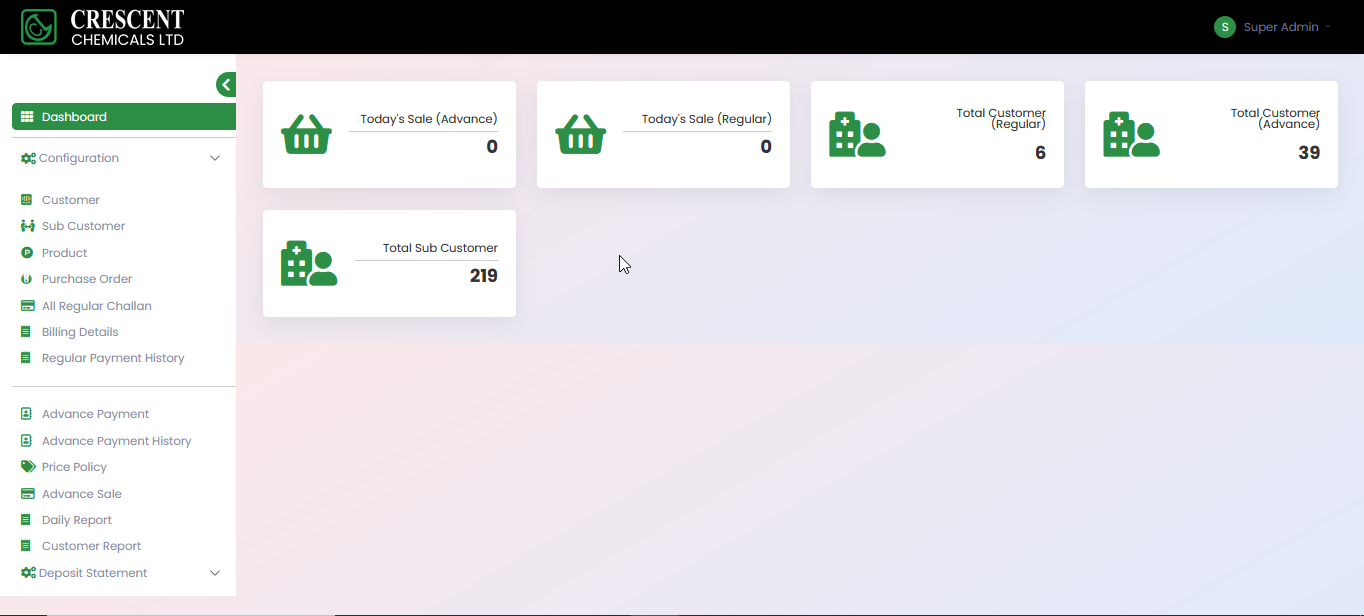 CRESCENT
CHEMICALS LTD
S Super Admin
Dashboard
Configuration
Customer
Sub Customer
Product
Purchase Order
All Regular Challan
Billing Details
Regular Payment History
Advance Payment
Advance Payment History
Price Policy
Advance Sale
Daily Report
Customer Report
Deposit Statement
Today's Sale (Advance)
0
Today's Sale (Regular)
0
Total Customer
(Regular)
6
Total Customer
(Advance)
39
Total Sub Customer
219